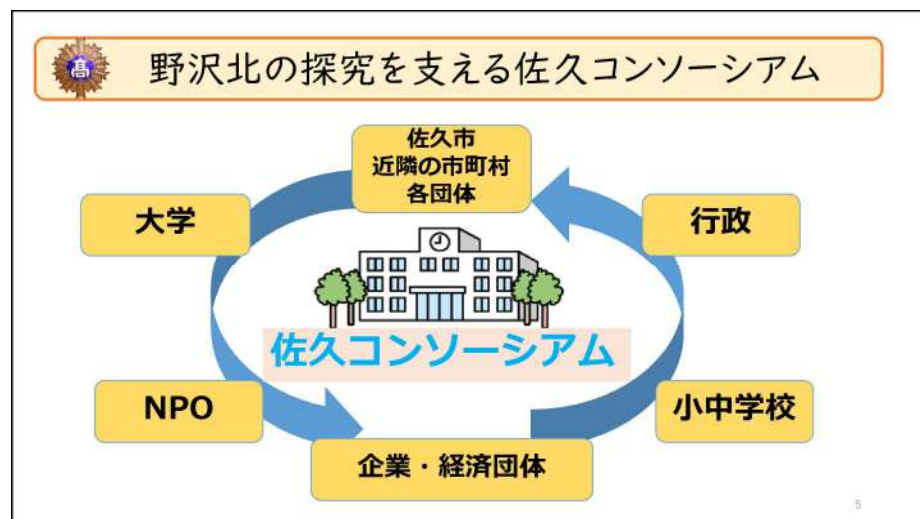 高
野沢北の探究を支える佐久コンソーシアム
佐久市
近隣の市町村
各団体
大学
行政
佐久コンソーシアム
NPO
小中学校
企業・経済団体
5